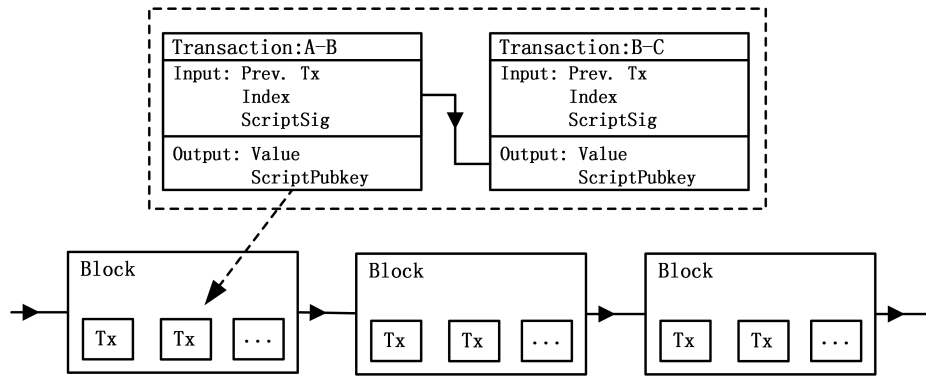 Transaction:A-B
Input: Prev. Tx
Index
ScriptSig
Output: Value
ScriptPubkey
Transaction:B-C
Input: Prev. Tx
Index
ScriptSig
Output: Value
ScriptPubkey
Block
Tx
Tx
...
Block
Tx
Tx
...
Block
Tx
Tx
...